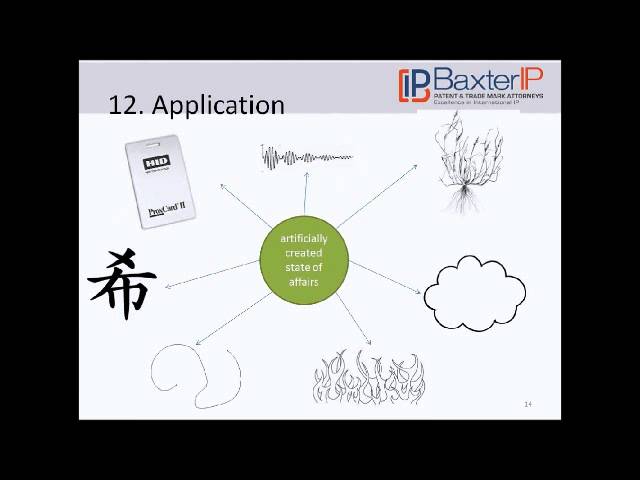 BaxterIP
PATENT & TRADE MARK ATTORNEYS
Excellence in International IP
12. Application
HID
ProxCard II
artificially
created
state of
affairs
希
14